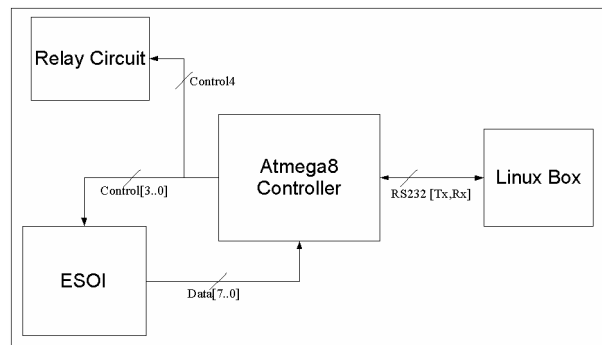 Relay Circuit
Control4
Atmega8
Controller
Control[3..0]
RS232 [Tx,Rx]
Linux Box
ESOI
Data[7..0]